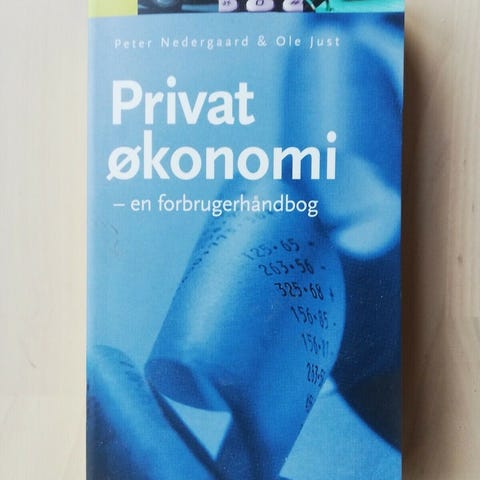 Peter Nedergaard & Ole Just
Privat
økonomi
– en forbrugerhåndbog
125•65 -
263•56 -
325•68 +
156•85 -